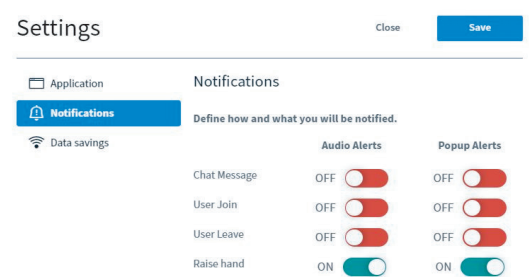 Settings
Close
Save
Application
Notifications
Data savings
Notifications
Define how and what you will be notified.
Audio Alerts Popup Alerts
Chat Message OFF OFF
User Join OFF OFF
User Leave OFF OFF
Raise hand ON ON